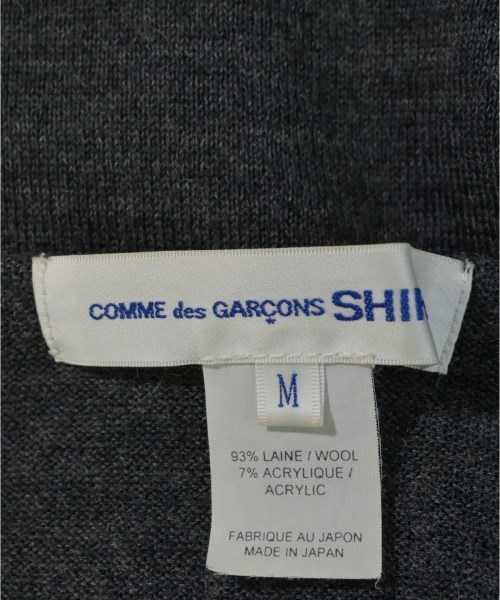 COMME des GARÇONS SHI
M
93% LAINE / WOOL
7% ACRYLIQUE /
ACRYLIC
FABRIQUE AU JAPON
MADE IN JAPAN